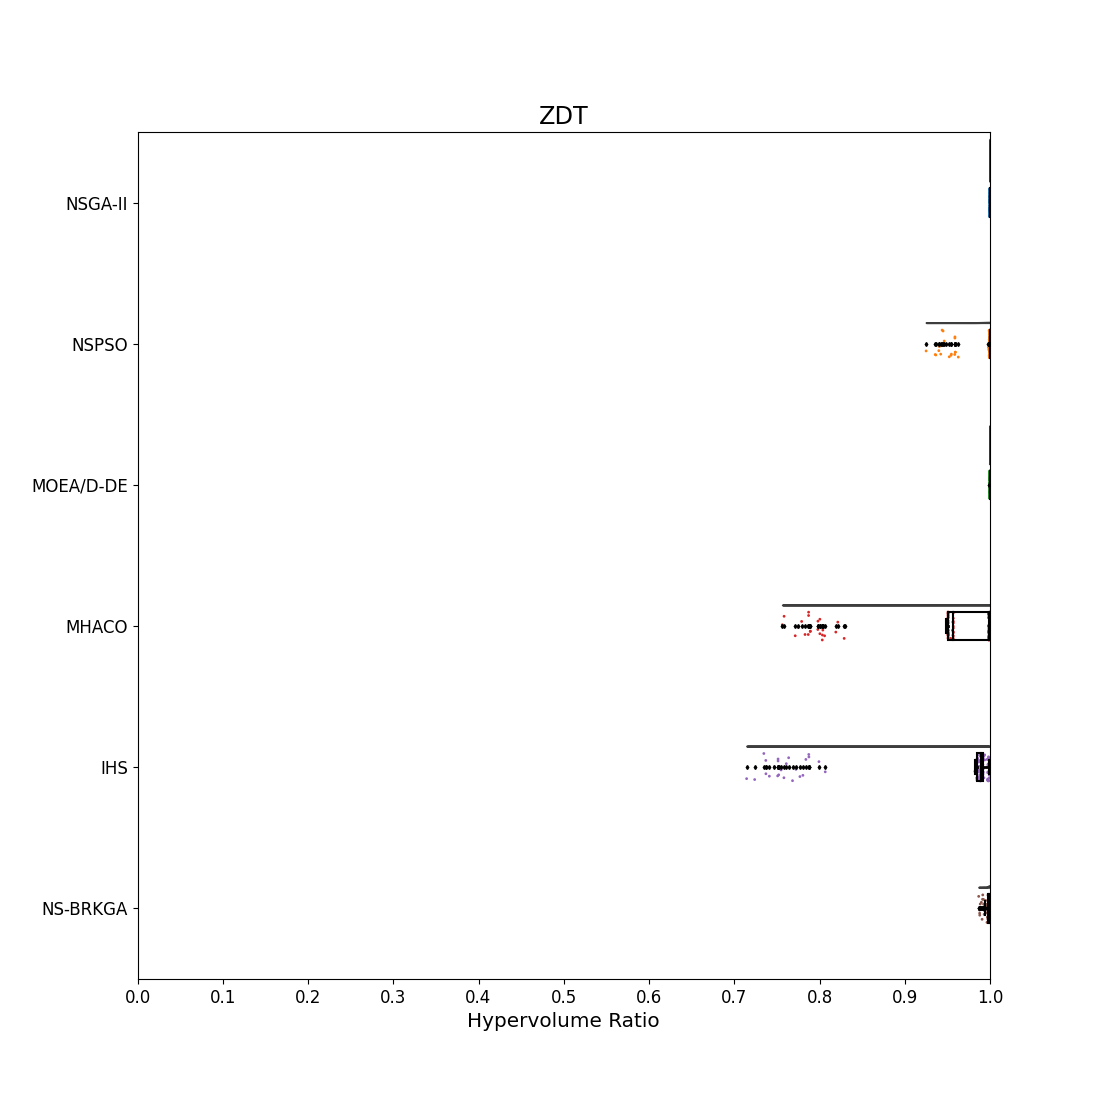 ZDT
NSGA-II
NSPSO
MOEA/D-DE
MHACO
IHS
NS-BRKGA
0.0 0.1 0.2 0.3 0.4 0.5 0.6 0.7 0.8 0.9 1.0
Hypervolume Ratio